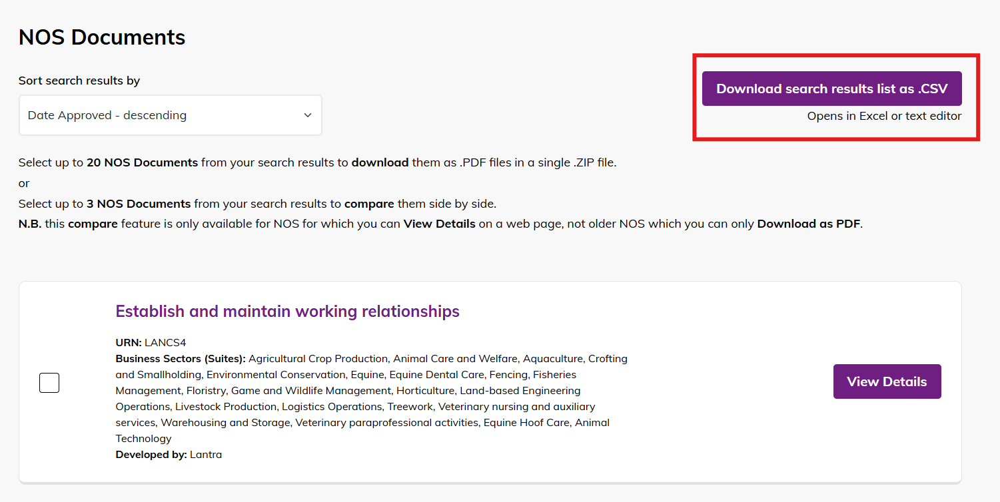 NOS Documents
Sort search results by
Date Approved - descending
Download search results list as .CSV
Opens in Excel or text editor
Select up to 20 NOS Documents from your search results to download them as .PDF files in a single .ZIP file.
or
Select up to 3 NOS Documents from your search results to compare them side by side.
N.B. this compare feature is only available for NOS for which you can View Details on a web page, not older NOS which you can only Download as PDF.
Establish and maintain working relationships
URN: LANCS4
Business Sectors (Suites): Agricultural Crop Production, Animal Care and Welfare, Aquaculture, Crofting
and Smallholding, Environmental Conservation, Equine, Equine Dental Care, Fencing, Fisheries
Management, Floristry, Game and Wildlife Management, Horticulture, Land-based Engineering
Operations, Livestock Production, Logistics Operations, Treework, Veterinary nursing and auxiliary
services, Warehousing and Storage, Veterinary paraprofessional activities, Equine Hoof Care, Animal
Technology
Developed by: Lantra
View Details